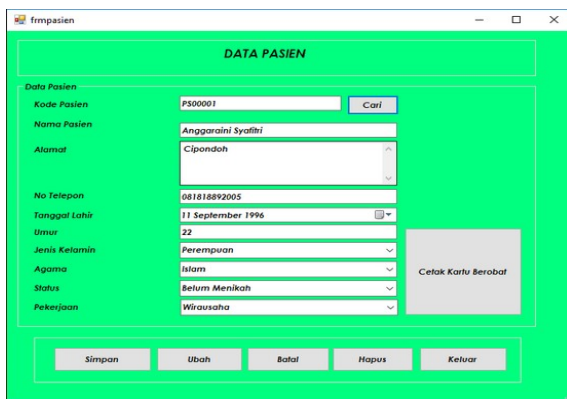 frmpasien
DATA PASIEN
Data Pasien
Kode Pasien PS00001 Cari
Nama Pasien Anggaraini Syafitri
Alamat Cipondoh
No Telepon 081818892005
Tanggal Lahir 11 September 1996
Umur 22
Jenis Kelamin Perempuan
Agama Islam
Status Belum Menikah
Pekerjaan Wirausaha
Cetak Kartu Berobat
Simpan Ubah Batal Hapus Keluar